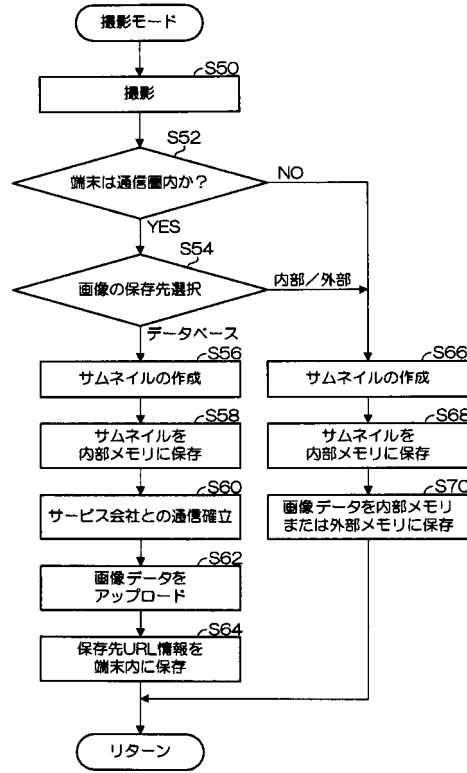 撮影モード
S50
撮影
S52
端末は通信圏内か?
NO
YES
S54
画像の保存先選択
内部/外部
データベース
S56
サムネイルの作成
S66
サムネイルの作成
S58
サムネイルを
内部メモリに保存
S68
サムネイルを
内部メモリに保存
S60
サービス会社との通信確立
S70
画像データを内部メモリ
または外部メモリに保存
S62
画像データを
アップロード
S64
保存先URL情報を
端末内に保存
リターン